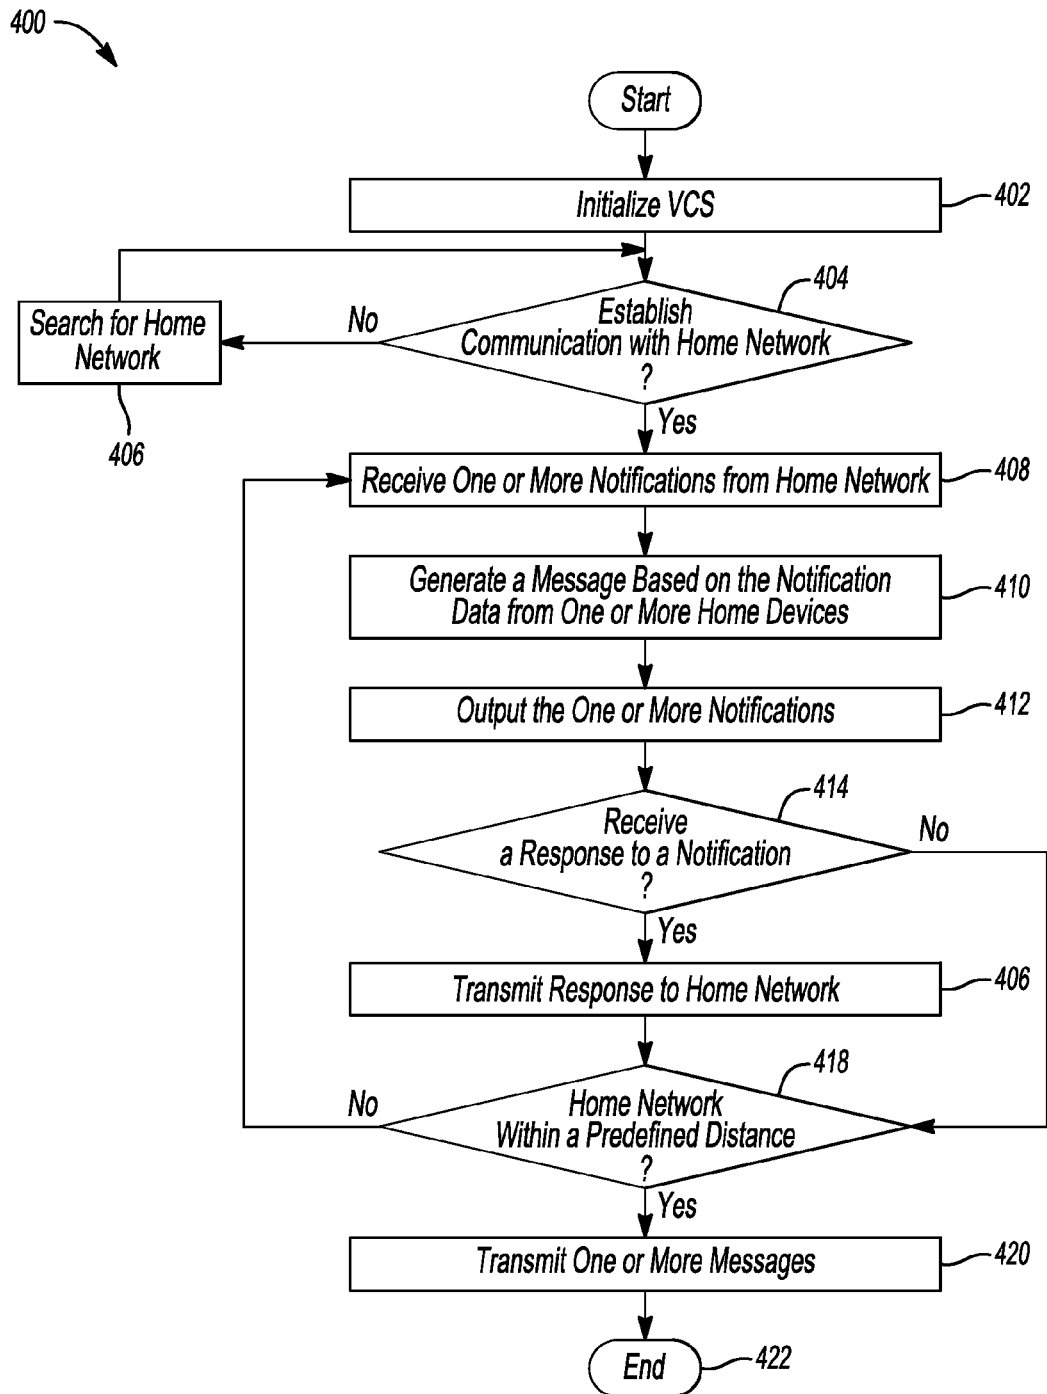 400
Start
Initialize VCS
402
404
Establish
Communication with Home Network
?
No
Search for Home
Network
406
Yes
Receive One or More Notifications from Home Network
408
Generate a Message Based on the Notification
Data from One or More Home Devices
410
Output the One or More Notifications
412
414
Receive
a Response to a Notification
?
No
Yes
Transmit Response to Home Network
406
418
Home Network
Within a Predefined Distance
?
No
Yes
Transmit One or More Messages
420
End
422